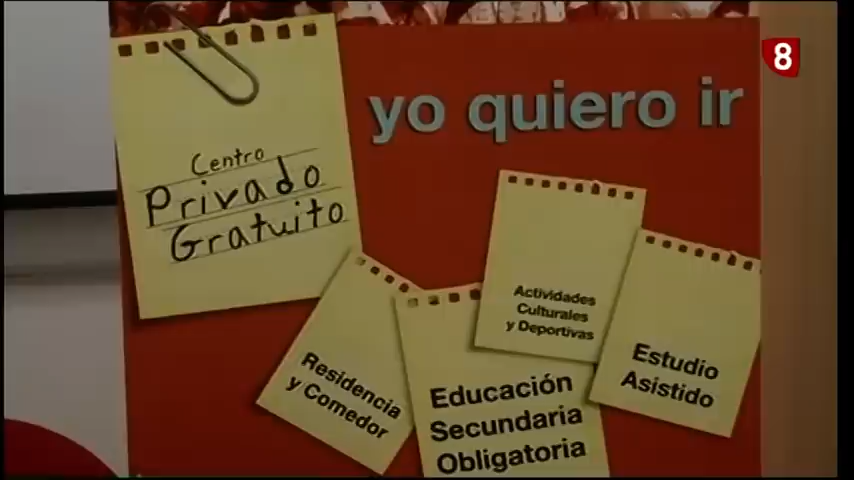 8
yo quiero ir
Centro
Privado
Gratuito
Actividades
Culturales
y Deportivas
Estudio
Asistido
Residencia
y Comedor
Educación
Secundaria
Obligatoria